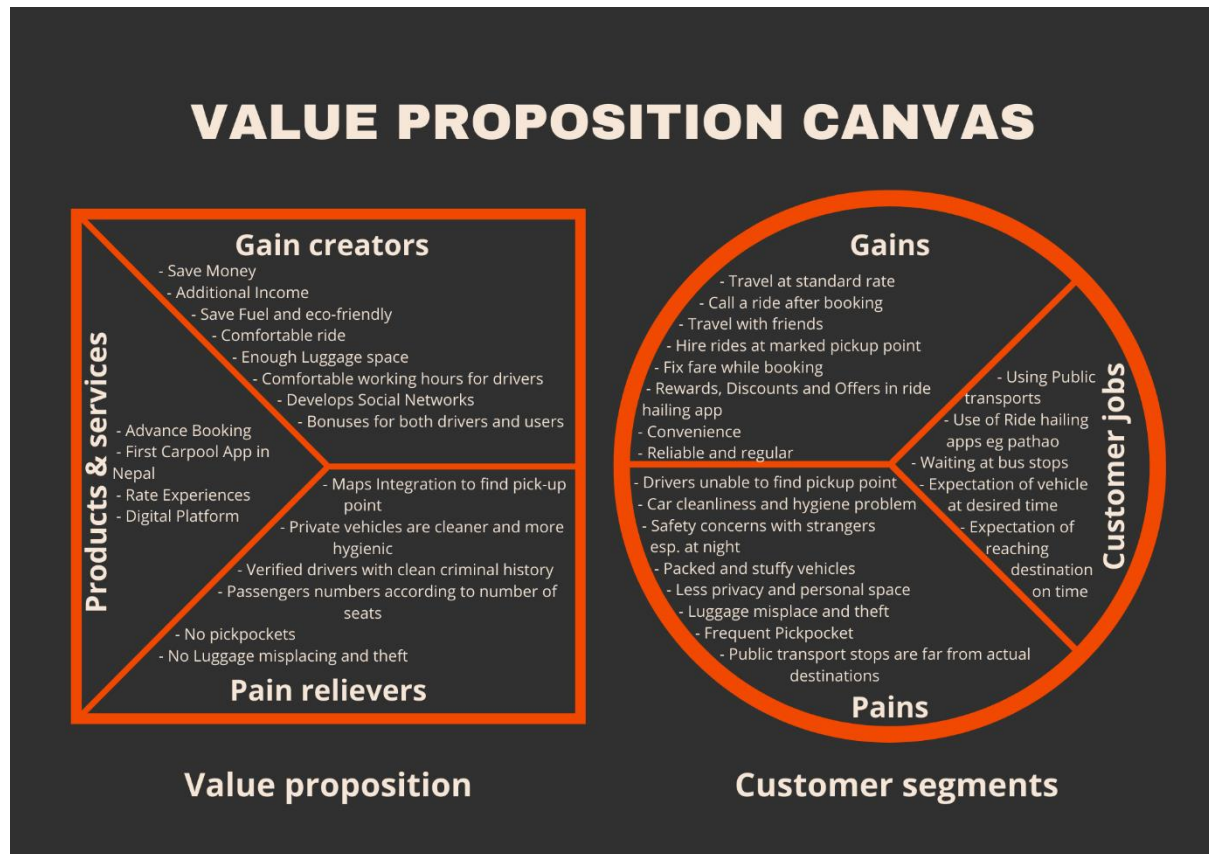 VALUE PROPOSITION CANVAS
Gain creators
- Save Money
- Additional Income
- Save Fuel and eco-friendly
- Comfortable ride
- Enough Luggage space
- Comfortable working hours for drivers
- Develops Social Networks
- Bonuses for both drivers and users
Products & services
- Advance Booking
- First Carpool App in
Nepal
- Rate Experiences
- Digital Platform
- Maps Integration to find pick-up
point
- Private vehicles are cleaner and more
hygienic
- Verified drivers with clean criminal history
- Passengers numbers according to number of
seats
- No pickpockets
- No Luggage misplacing and theft
Pain relievers
Value proposition
Gains
- Travel at standard rate
- Call a ride after booking
- Travel with friends
- Hire rides at marked pickup point
- Fix fare while booking
- Rewards, Discounts and Offers in ride
hailing app
- Convenience
- Reliable and regular
Customer jobs
- Using Public
transports
- Use of Ride hailing
apps eg pathao
- Waiting at bus stops
- Expectation of vehicle
at desired time
- Expectation of
reaching
destination
on time
- Drivers unable to find pickup point
- Car cleanliness and hygiene problem
- Safety concerns with strangers
esp. at night
- Packed and stuffy vehicles
- Less privacy and personal space
- Luggage misplace and theft
- Frequent Pickpocket
- Public transport stops are far from actual
destinations
Pains
Customer segments